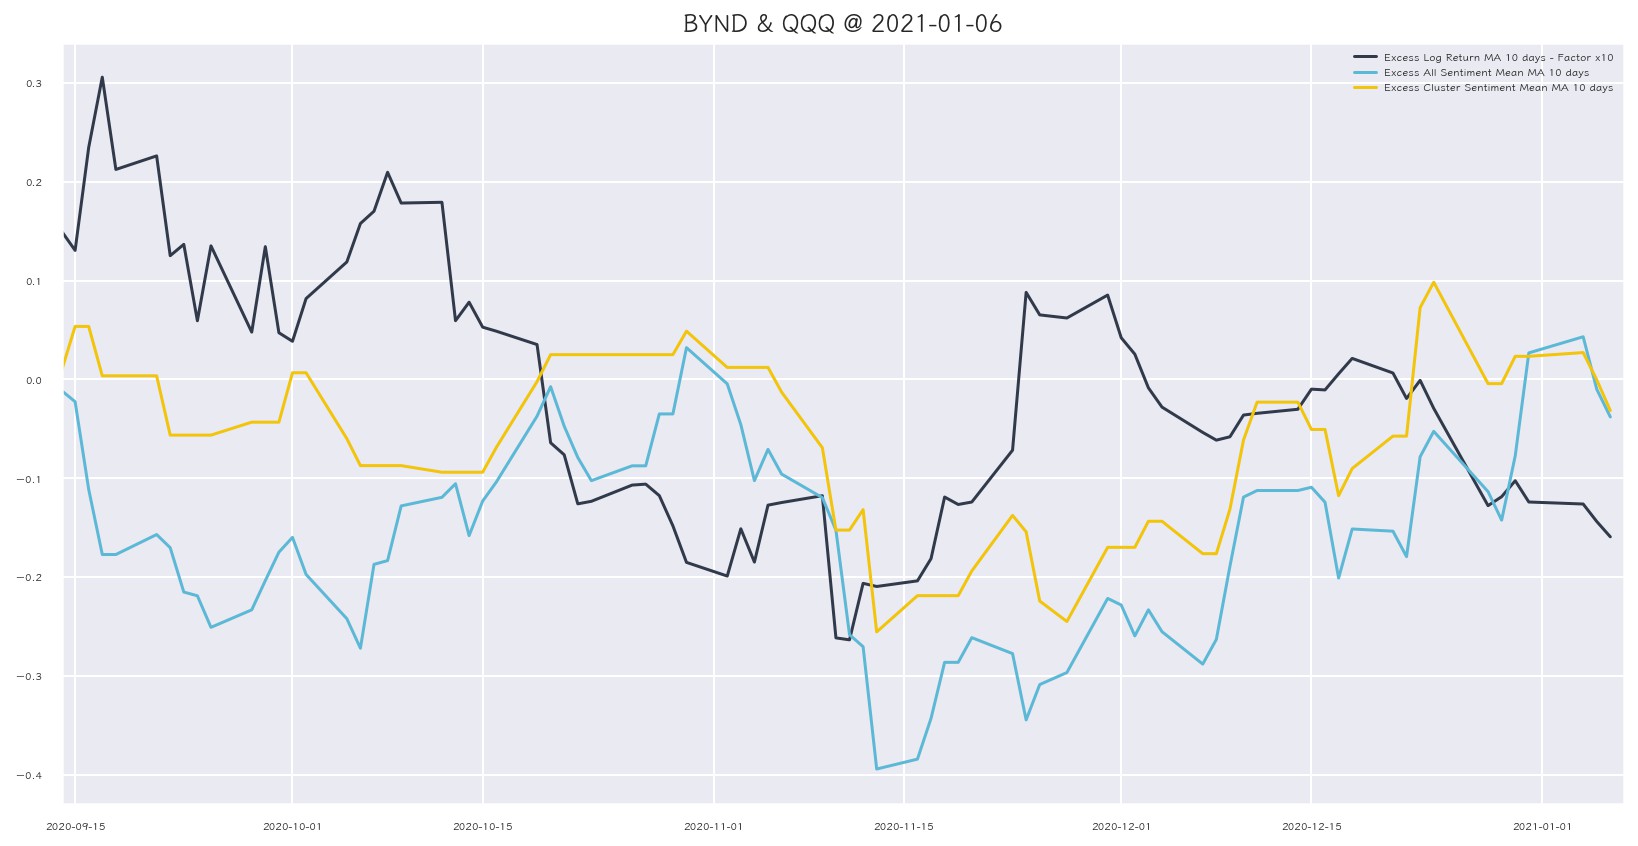 BYND & QQQ @ 2021-01-06
Excess Log Return MA 10 days - Factor x10
Excess All Sentiment Mean MA 10 days
Excess Cluster Sentiment Mean MA 10 days
0.3
0.2
0.1
0.0
−0.1
−0.2
−0.3
−0.4
2020-09-15 2020-10-01 2020-10-15 2020-11-01 2020-11-15 2020-12-01 2020-12-15 2021-01-01